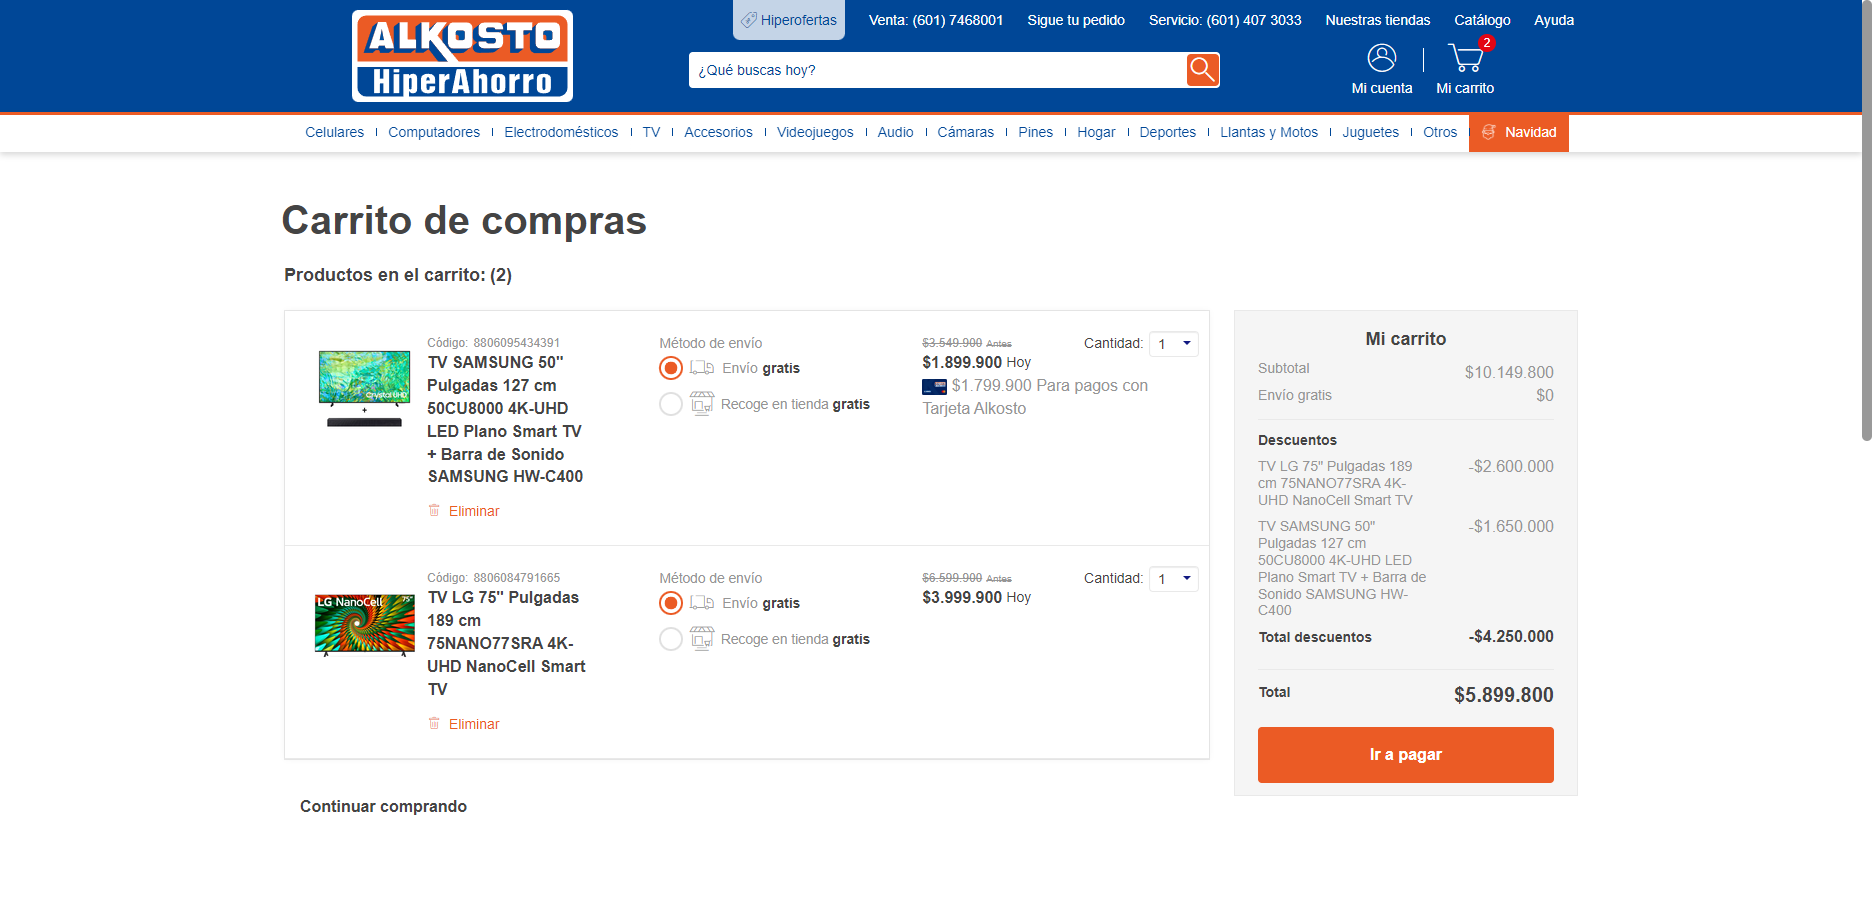 ALKOSTO
HiperAhorro
Hiperofertas
Venta: (601) 7468001
Sigue tu pedido
Servicio: (601) 407 3033
Nuestras tiendas
Catálogo
Ayuda
¿Qué buscas hoy?
Mi cuenta
2
Mi carrito
Celulares
Computadores
Electrodomésticos
TV
Accesorios
Videojuegos
Audio
Cámaras
Pines
Hogar
Deportes
Llantas y Motos
Juguetes
Otros
Navidad
Carrito de compras
Productos en el carrito: (2)
Crystal UHD
+
Código: 8806095434391
TV SAMSUNG 50"
Pulgadas 127 cm
50CU8000 4K-UHD
LED Plano Smart TV
+ Barra de Sonido
SAMSUNG HW-C400
Eliminar
Método de envío
Envío gratis
Recoge en tienda gratis
$3.549.900 Antes
$1.899.900 Hoy
$1.799.900 Para pagos con
Tarjeta Alkosto
Cantidad: 1
LG NanoCell 75"
Código: 8806084791665
TV LG 75" Pulgadas
189 cm
75NANO77SRA 4K-
UHD NanoCell Smart
TV
Eliminar
Método de envío
Envío gratis
Recoge en tienda gratis
$6.599.900 Antes
$3.999.900 Hoy
Cantidad: 1
Continuar comprando
Mi carrito
Subtotal $10.149.800
Envío gratis $0
Descuentos
TV LG 75" Pulgadas 189 -$2.600.000
cm 75NANO77SRA 4K-
UHD NanoCell Smart TV
TV SAMSUNG 50" -$1.650.000
Pulgadas 127 cm
50CU8000 4K-UHD LED
Plano Smart TV + Barra de
Sonido SAMSUNG HW-
C400
Total descuentos -$4.250.000
Total $5.899.800
Ir a pagar